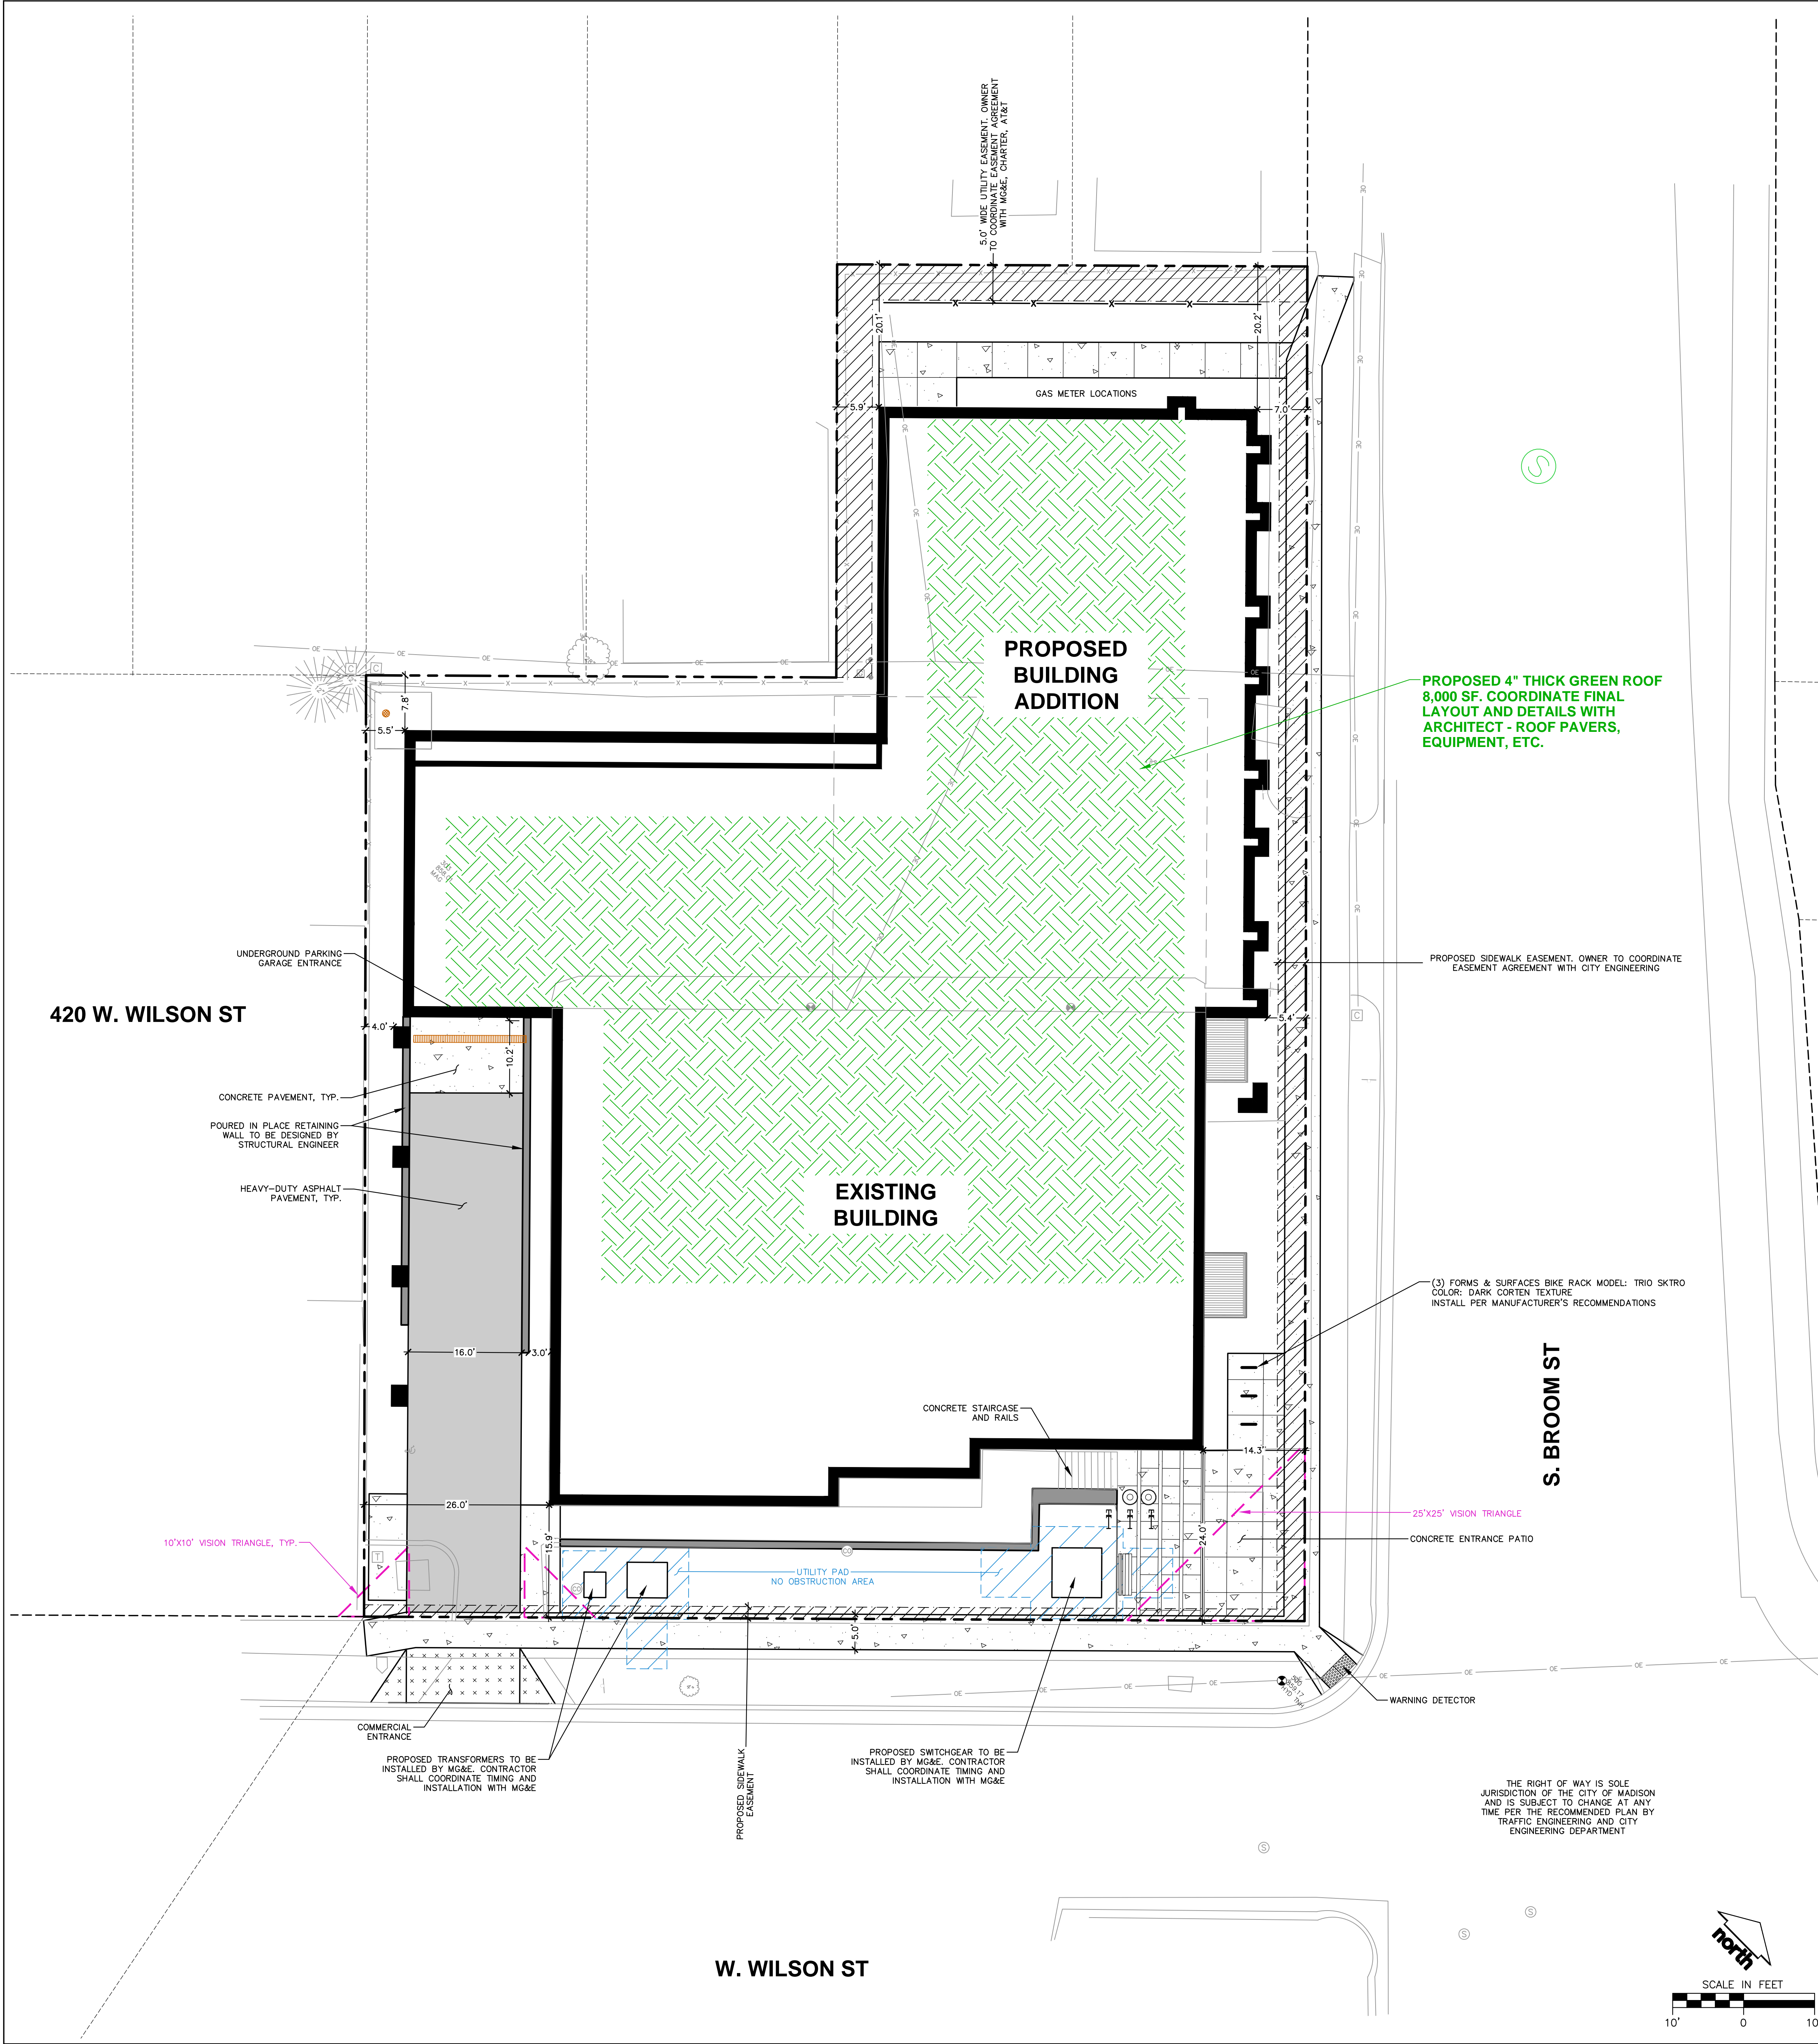 5.0' WIDE UTILITY EASEMENT. OWNER
TO COORDINATE EASEMENT AGREEMENT
WITH MG&E, CHARTER, AT&T
20.1'
20.2'
GAS METER LOCATIONS
5.9'
7.0'
PROPOSED
BUILDING
ADDITION
PROPOSED 4" THICK GREEN ROOF
8,000 SF. COORDINATE FINAL
LAYOUT AND DETAILS WITH
ARCHITECT - ROOF PAVERS,
EQUIPMENT, ETC.
7.8'
5.5'
UNDERGROUND PARKING
GARAGE ENTRANCE
PROPOSED SIDEWALK EASEMENT. OWNER TO COORDINATE
EASEMENT AGREEMENT WITH CITY ENGINEERING
420 W. WILSON ST
4.0'
10.2'
5.4'
CONCRETE PAVEMENT, TYP.
POURED IN PLACE RETAINING
WALL TO BE DESIGNED BY
STRUCTURAL ENGINEER
HEAVY-DUTY ASPHALT
PAVEMENT, TYP.
EXISTING
BUILDING
(3) FORMS & SURFACES BIKE RACK MODEL: TRIO SKTRO
COLOR: DARK CORTEN TEXTURE
INSTALL PER MANUFACTURER'S RECOMMENDATIONS
16.0'
3.0'
S. BROOM ST
CONCRETE STAIRCASE
AND RAILS
14.3'
26.0'
15.9'
24.0'
10'X10' VISION TRIANGLE, TYP.
25'X25' VISION TRIANGLE
CONCRETE ENTRANCE PATIO
UTILITY PAD
NO OBSTRUCTION AREA
5.0'
WARNING DETECTOR
COMMERCIAL
ENTRANCE
PROPOSED TRANSFORMERS TO BE
INSTALLED BY MG&E. CONTRACTOR
SHALL COORDINATE TIMING AND
INSTALLATION WITH MG&E
PROPOSED SIDEWALK
EASEMENT
PROPOSED SWITCHGEAR TO BE
INSTALLED BY MG&E. CONTRACTOR
SHALL COORDINATE TIMING AND
INSTALLATION WITH MG&E
THE RIGHT OF WAY IS SOLE
JURISDICTION OF THE CITY OF MADISON
AND IS SUBJECT TO CHANGE AT ANY
TIME PER THE RECOMMENDED PLAN BY
TRAFFIC ENGINEERING AND CITY
ENGINEERING DEPARTMENT
W. WILSON ST
north
SCALE IN FEET
10'
0
10